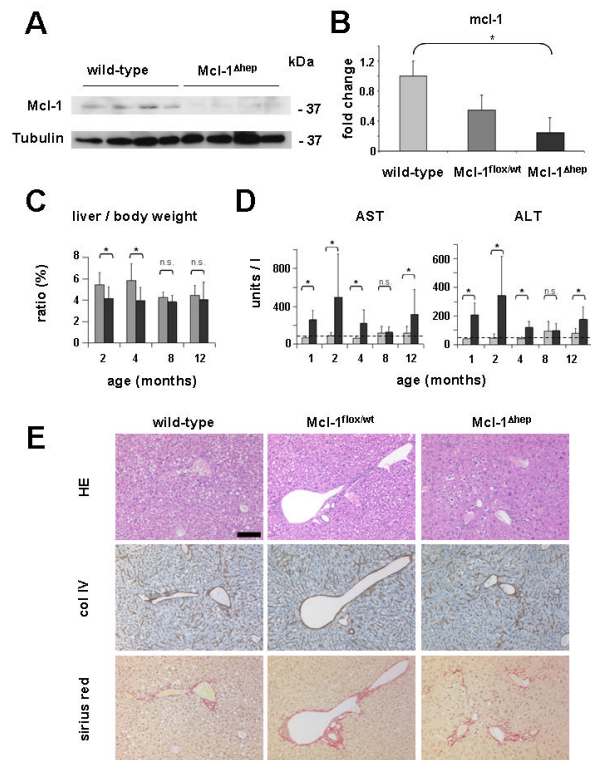 A
wild-type Mcl-1Δhep kDa
Mcl-1 - 37
Tubulin - 37
B
mcl-1
*
fold change
1.2
0.8
0.4
0
wild-type Mcl-1flox/wt Mcl-1Δhep
C
liver / body weight
ratio (%)
8
6
4
2
0
* * n.s. n.s.
2 4 8 12
age (months)
D
AST ALT
units / l
800
400
200
0
* * * n.s *
1 2 4 8 12
600
400
200
0
* * * n.s. *
1 2 4 8 12
age (months)
E
wild-type Mcl-1flox/wt Mcl-1Δhep
HE
col IV
sirius red